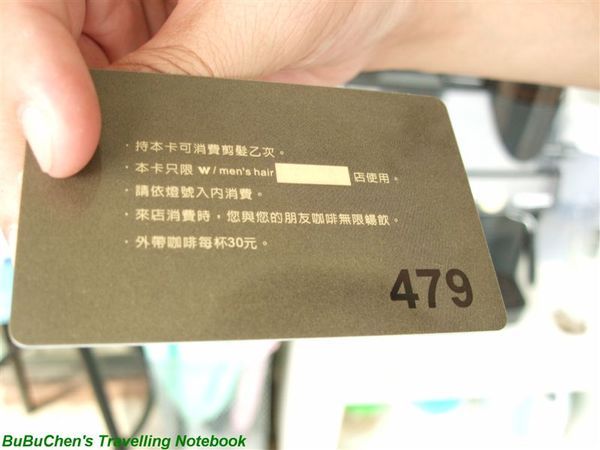 · 持本卡可消費剪髮乙次。
· 本卡只限 W/men's hair 店使用。
· 請依燈號入內消費。
· 來店消費時，您與您的朋友咖啡無限暢飲。
· 外帶咖啡每杯30元。
479
BuBuChen's Travelling Notebook